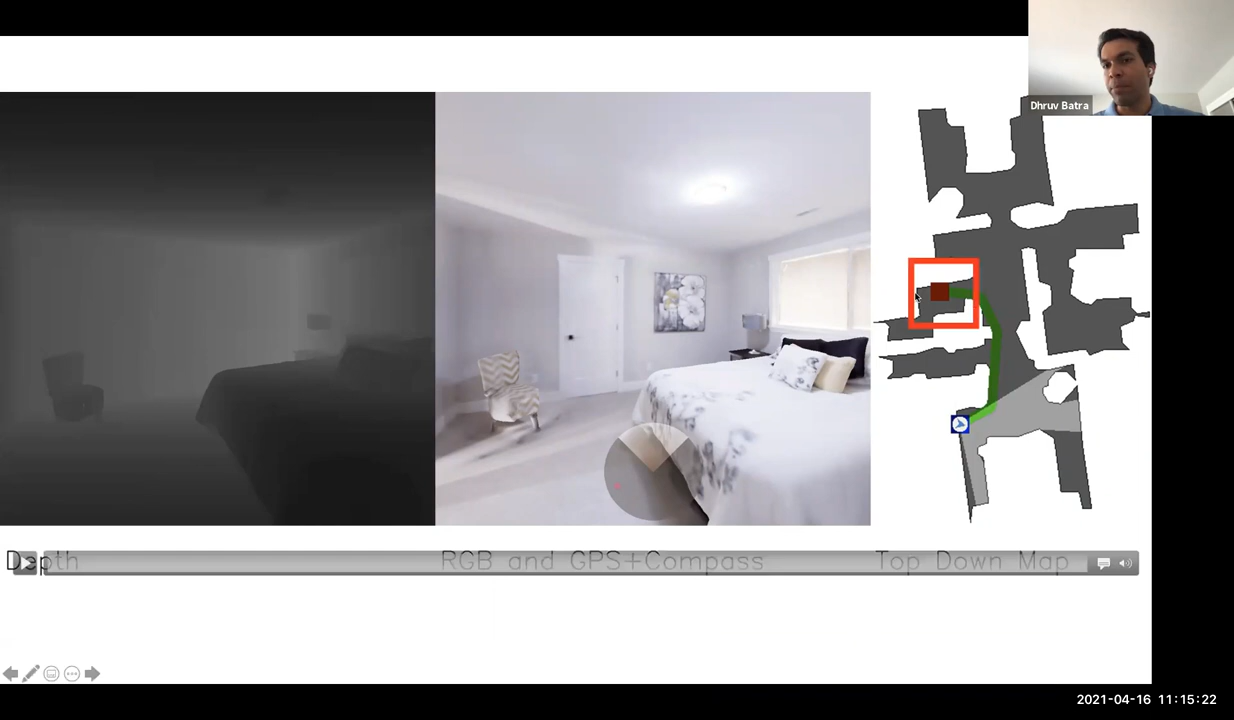 Dhruv Batra
Depth
RGB and GPS+Compass
Top Down Map
2021-04-16 11:15:22